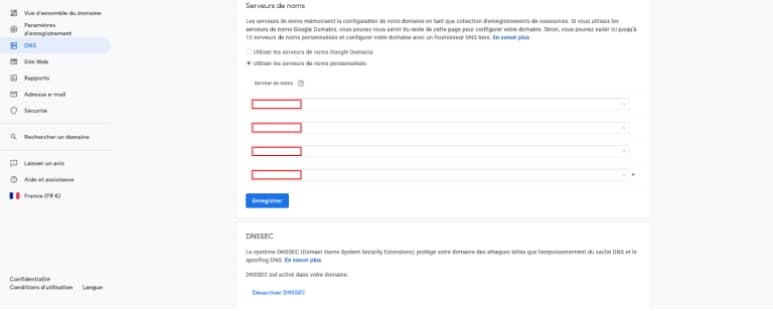 Vue d'ensemble du domaine
Paramètres
d'enregistrement
DNS
Site Web
Rapports
Adresse e-mail
Sécurité
Rechercher un domaine
Laisser un avis
Aide et assistance
France (FR €)
Confidentialité
Conditions d'utilisation Langue
Serveurs de noms
Les serveurs de noms mémorisent la configuration de votre domaine en tant que collection d'enregistrements de ressources. Si vous utilisez les
serveurs de noms Google Domains, vous pouvez vous servir du reste de cette page pour configurer votre domaine. Sinon, vous pouvez saisir ici jusqu'à
10 serveurs de noms personnalisés et configurer votre domaine avec un fournisseur DNS tiers. En savoir plus
Utiliser les serveurs de noms Google Domains
Utiliser les serveurs de noms personnalisés
Serveur de noms
Enregistrer
DNSSEC
Le système DNSSEC (Domain Name System Security Extensions) protège votre domaine des attaques telles que l'empoisonnement du cache DNS et le
spoofing DNS. En savoir plus
DNSSEC est activé dans votre domaine.
Désactiver DNSSEC